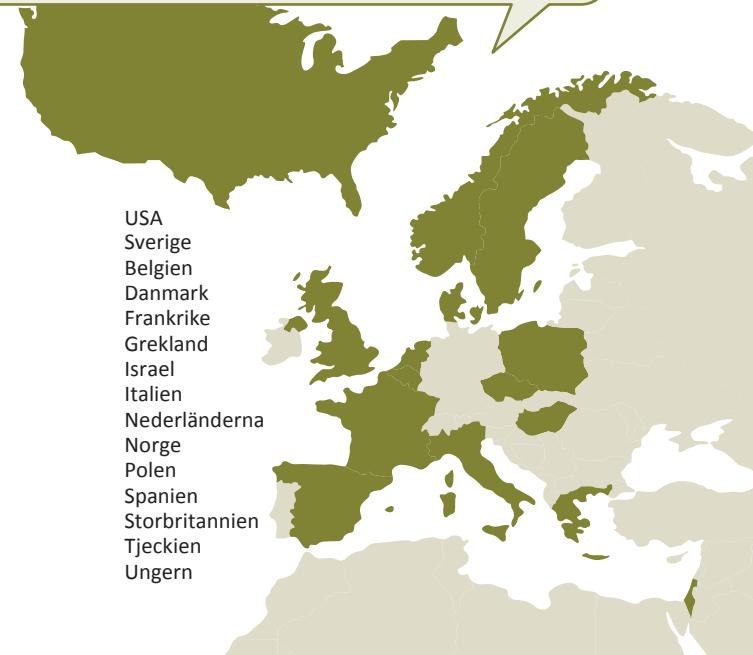 USA
Sverige
Belgien
Danmark
Frankrike
Grekland
Israel
Italien
Nederländerna
Norge
Polen
Spanien
Storbritannien
Tjeckien
Ungern